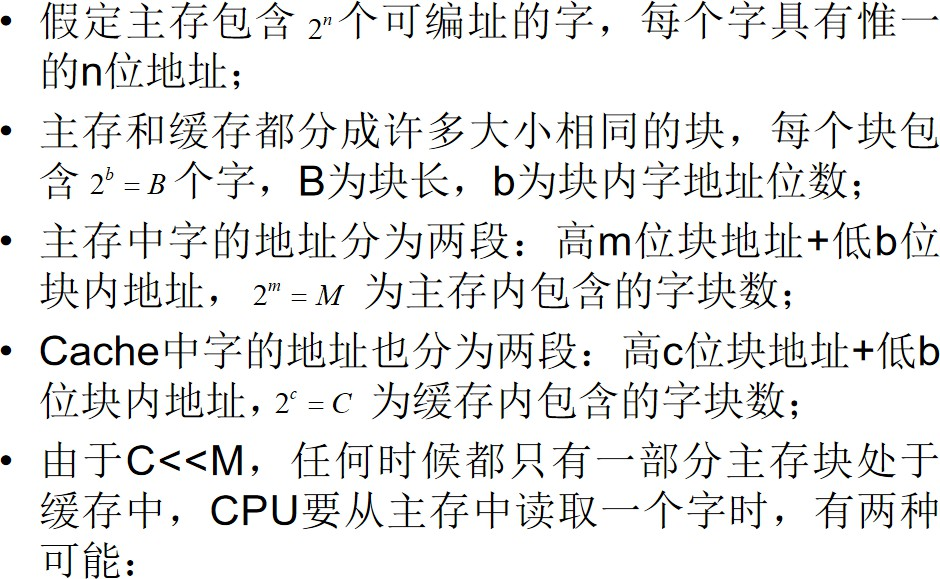 • 假定主存包含 2ⁿ个可编址的字，每个字具有惟一
的n位地址；
• 主存和缓存都分成许多大小相同的块，每个块包
含 2ᵇ = B 个字，B为块长，b为块内字地址位数；
• 主存中字的地址分为两段：高m位块地址+低b位
块内地址， 2ᵐ = M 为主存内包含的字块数；
• Cache中字的地址也分为两段：高c位块地址+低b
位块内地址，2ᶜ = C 为缓存内包含的字块数；
• 由于C<<M，任何时候都只有一部分主存块处于
缓存中，CPU要从主存中读取一个字时，有两种
可能：